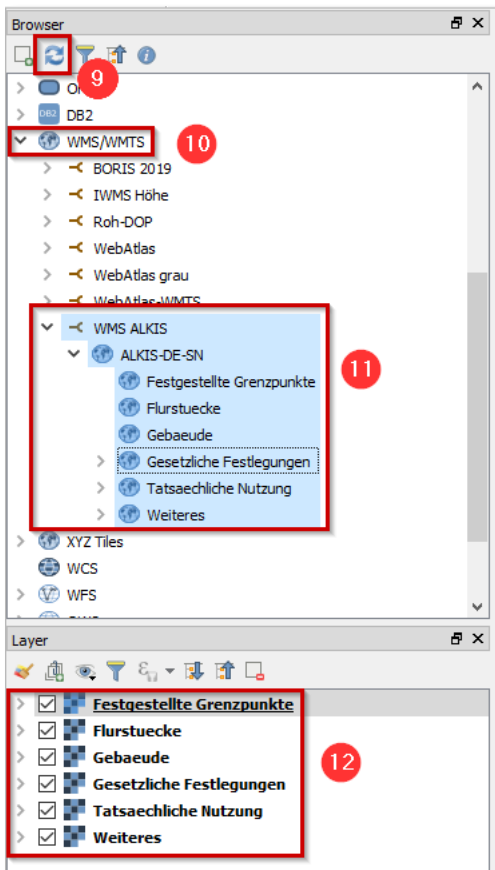 Browser
9
DB2
DB2
WMS/WMTS
10
BORIS 2019
IWMS Höhe
Roh-DOP
WebAtlas
WebAtlas grau
WebAtlas-WMTS
WMS ALKIS
ALKIS-DE-SN
11
Festgestellte Grenzpunkte
Flurstuecke
Gebaeude
Gesetzliche Festlegungen
Tatsaechliche Nutzung
Weiteres
XYZ Tiles
WCS
WFS
Layer
Festgestellte Grenzpunkte
Flurstuecke
Gebaeude
12
Gesetzliche Festlegungen
Tatsaechliche Nutzung
Weiteres